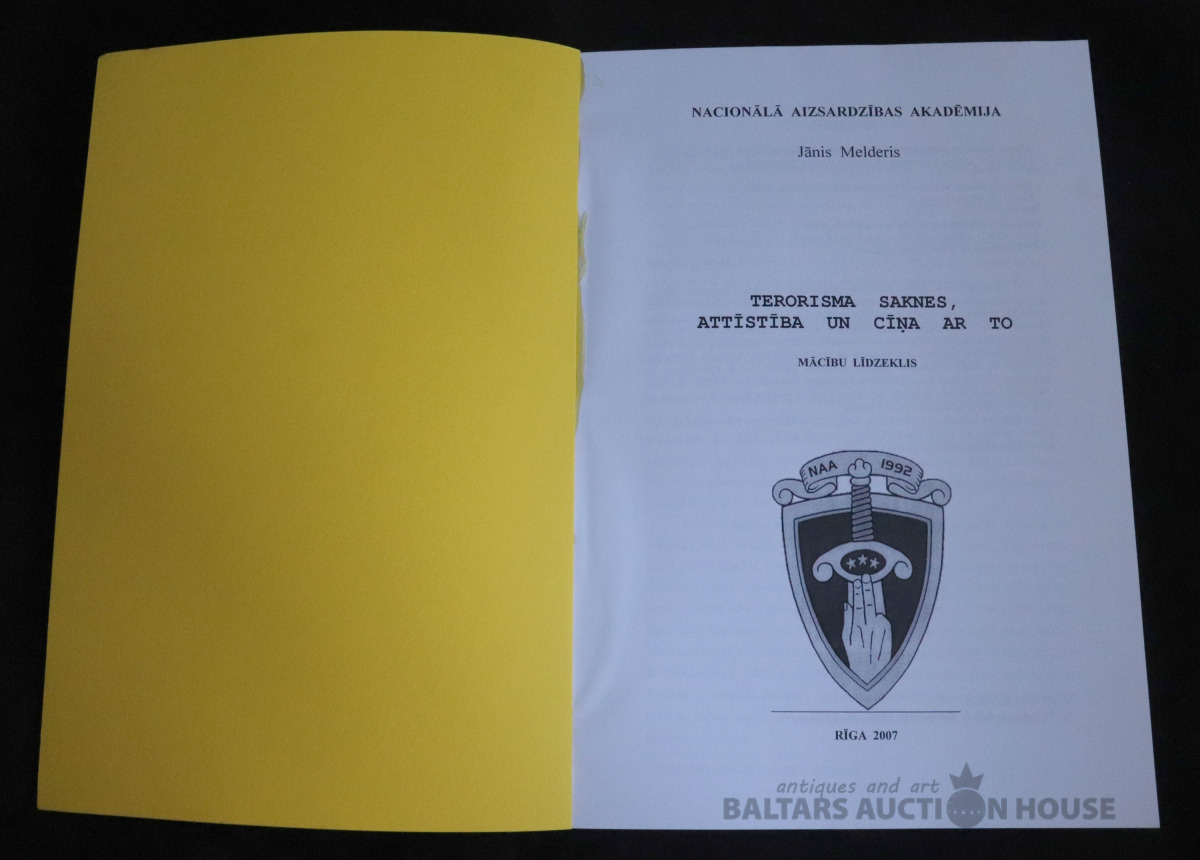 NACIONĀLĀ AIZSARDZĪBAS AKADĒMIJA
Jānis Melderis
TERORISMA SAKNES,
ATTĪSTĪBA UN CĪŅA AR TO
MĀCĪBU LĪDZEKLIS
NAA 1992
RĪGA 2007
antiques and art
BALTARS AUCTION HOUSE